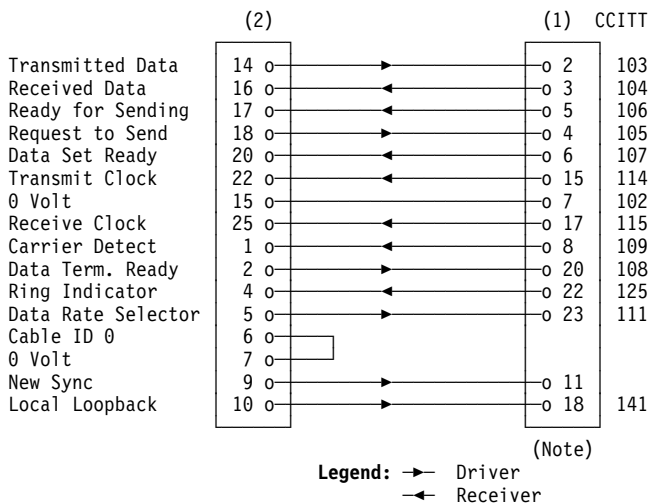 (2) (1) CCITT
Transmitted Data 14 o o 2 103
Received Data 16 o o 3 104
Ready for Sending 17 o o 5 106
Request to Send 18 o o 4 105
Data Set Ready 20 o o 6 107
Transmit Clock 22 o o 15 114
0 Volt 15 o o 7 102
Receive Clock 25 o o 17 115
Carrier Detect 1 o o 8 109
Data Term. Ready 2 o o 20 108
Ring Indicator 4 o o 22 125
Data Rate Selector 5 o o 23 111
Cable ID 0 6 o
0 Volt 7 o
New Sync 9 o o 11
Local Loopback 10 o o 18 141
(Note)
Legend: Driver
Receiver